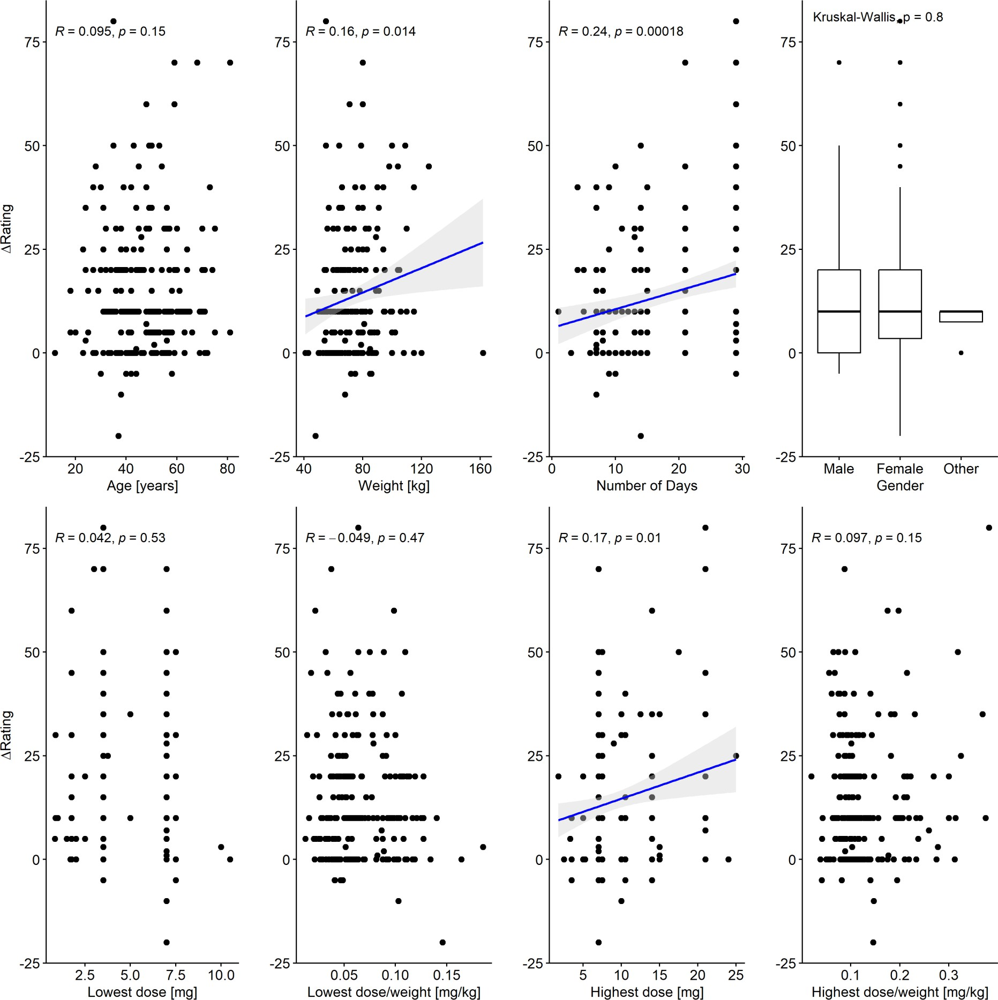 R = 0.095, p = 0.15
75
50
25
0
-25
ΔRating
20 40 60 80
Age [years]
R = 0.16, p = 0.014
75
50
25
0
-25
40 80 120 160
Weight [kg]
R = 0.24, p = 0.00018
75
50
25
0
-25
0 10 20 30
Number of Days
Kruskal-Wallis, p = 0.8
75
50
25
0
-25
Male Female Other
Gender
R = 0.042, p = 0.53
75
50
25
0
-25
ΔRating
2.5 5.0 7.5 10.0
Lowest dose [mg]
R = −0.049, p = 0.47
75
50
25
0
-25
0.05 0.10 0.15
Lowest dose/weight [mg/kg]
R = 0.17, p = 0.01
75
50
25
0
-25
5 10 15 20 25
Highest dose [mg]
R = 0.097, p = 0.15
75
50
25
0
-25
0.1 0.2 0.3
Highest dose/weight [mg/kg]